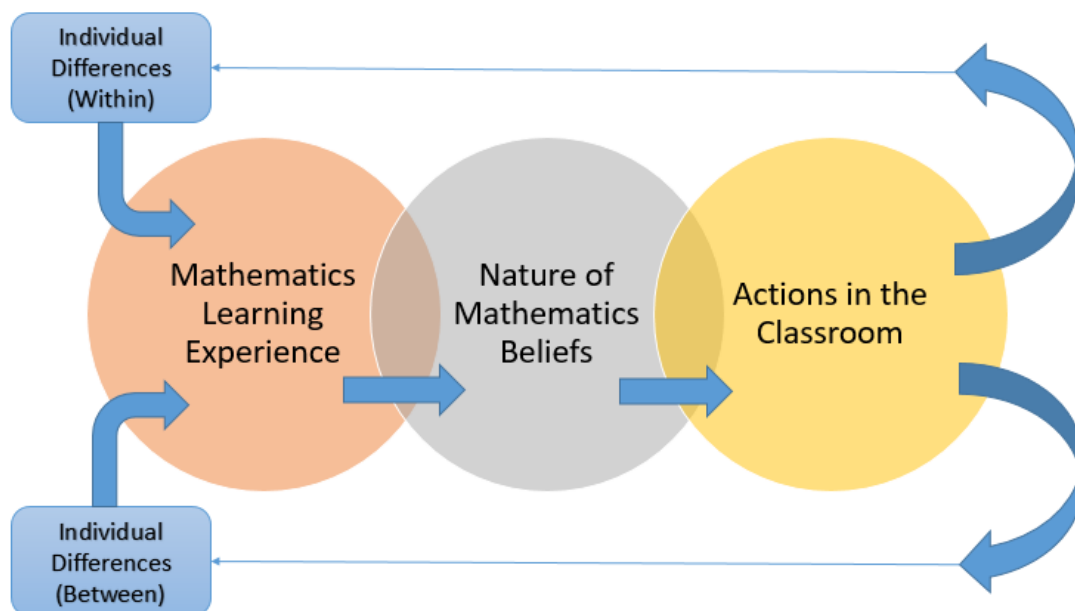 Individual
Differences
(Within)
Mathematics
Learning
Experience
Nature of
Mathematics
Beliefs
Actions in the
Classroom
Individual
Differences
(Between)